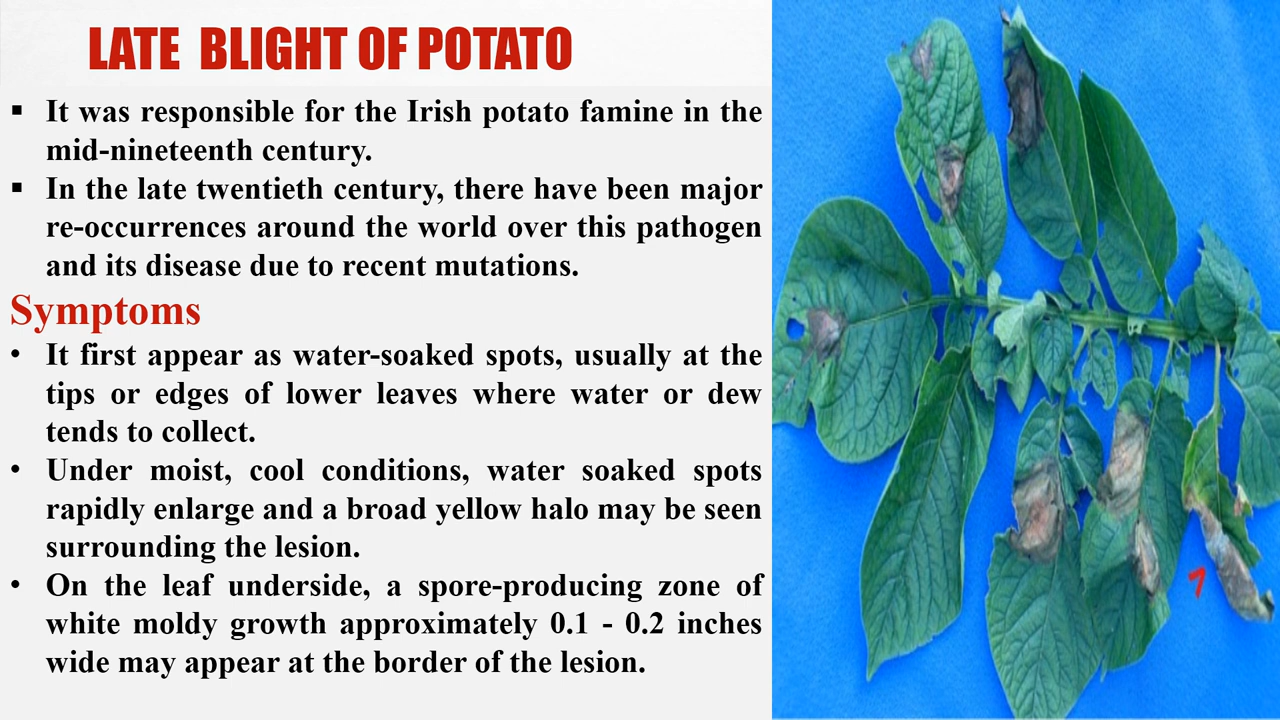 LATE BLIGHT OF POTATO
▪ It was responsible for the Irish potato famine in the
mid-nineteenth century.
▪ In the late twentieth century, there have been major
re-occurrences around the world over this pathogen
and its disease due to recent mutations.
Symptoms
• It first appear as water-soaked spots, usually at the
tips or edges of lower leaves where water or dew
tends to collect.
• Under moist, cool conditions, water soaked spots
rapidly enlarge and a broad yellow halo may be seen
surrounding the lesion.
• On the leaf underside, a spore-producing zone of
white moldy growth approximately 0.1 - 0.2 inches
wide may appear at the border of the lesion.